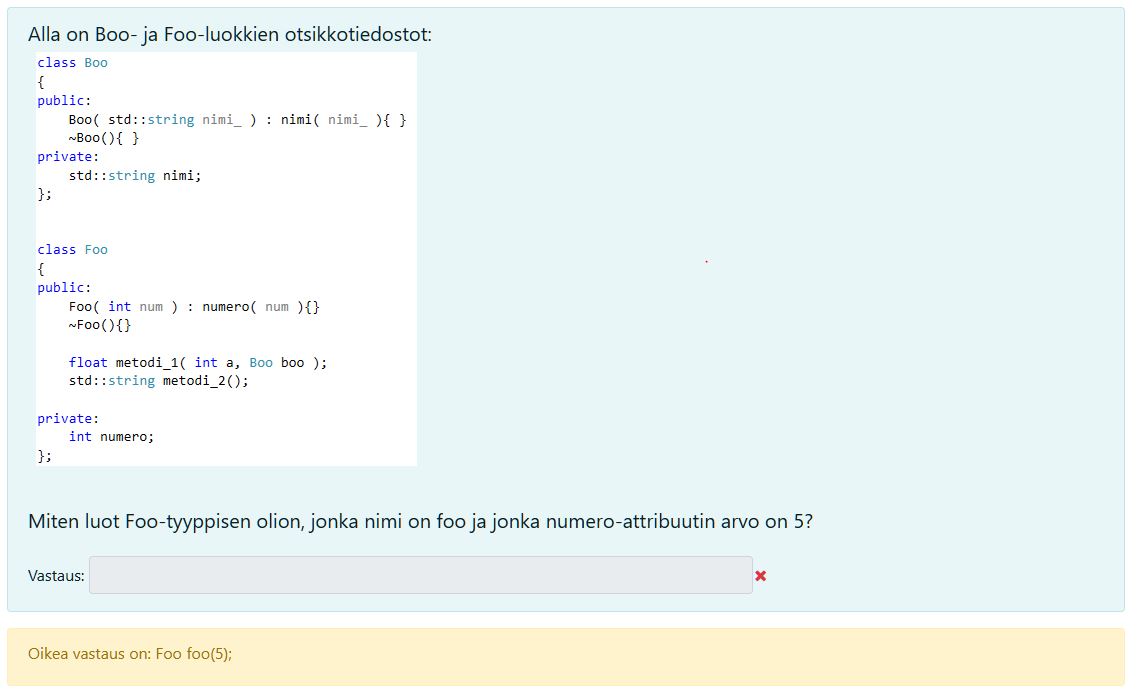 Alla on Boo- ja Foo-luokkien otsikkotiedostot:
class Boo
{
public:
    Boo( std::string nimi_ ) : nimi( nimi_ ){ }
    ~Boo(){ }
private:
    std::string nimi;
};
class Foo
{
public:
    Foo( int num ) : numero( num ){}
    ~Foo(){}
    float metodi_1( int a, Boo boo );
    std::string metodi_2();
private:
    int numero;
};
Miten luot Foo-tyyppisen olion, jonka nimi on foo ja jonka numero-attribuutin arvo on 5?
Vastaus:
Oikea vastaus on: Foo foo(5);